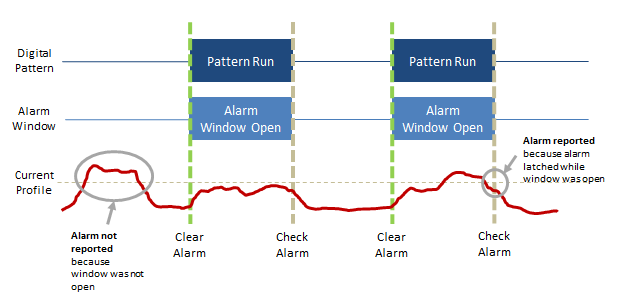 Digital
Pattern
Pattern Run
Pattern Run
Alarm
Window
Alarm
Window Open
Alarm
Window Open
Alarm reported
because alarm
latched while
window was open
Current
Profile
Alarm not
reported
because
window was not
open
Clear
Alarm
Check
Alarm
Clear
Alarm
Check
Alarm